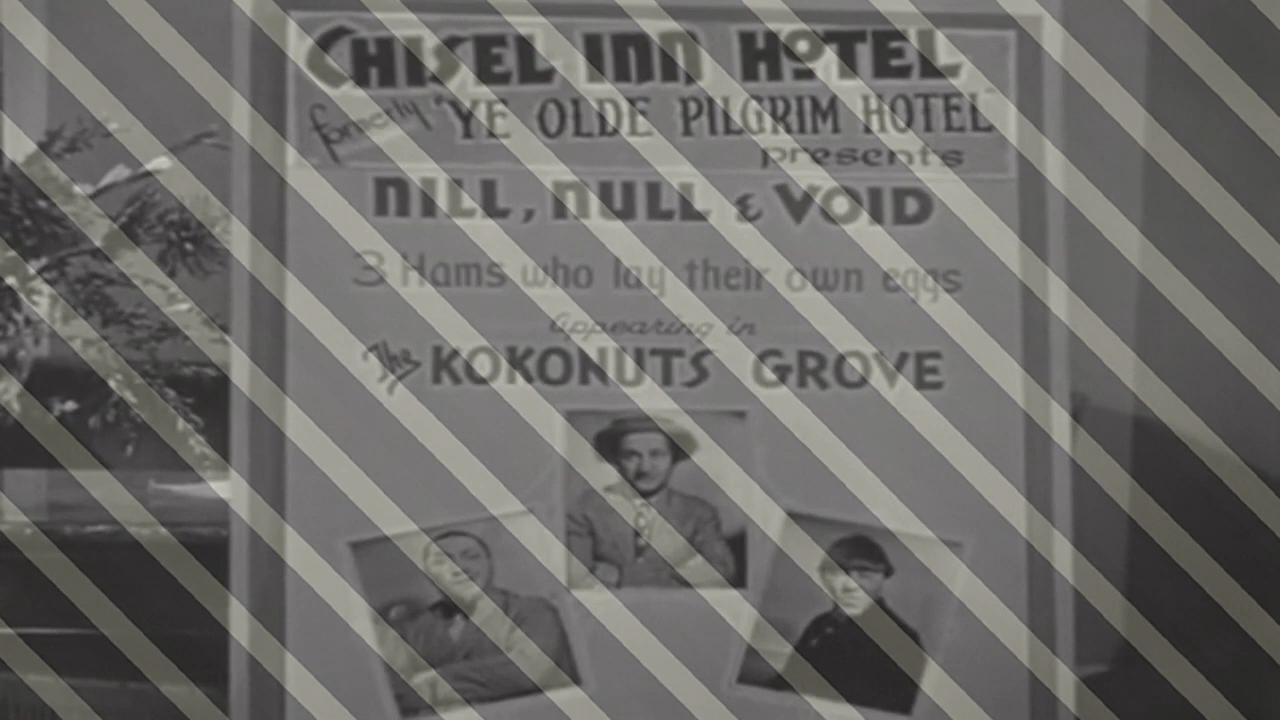 CHISEL INN HOTEL
formerly "YE OLDE PILGRIM HOTEL"
presents
NILL, NULL & VOID
3 Hams who lay their own eggs
Appearing in
The KOKONUTS GROVE